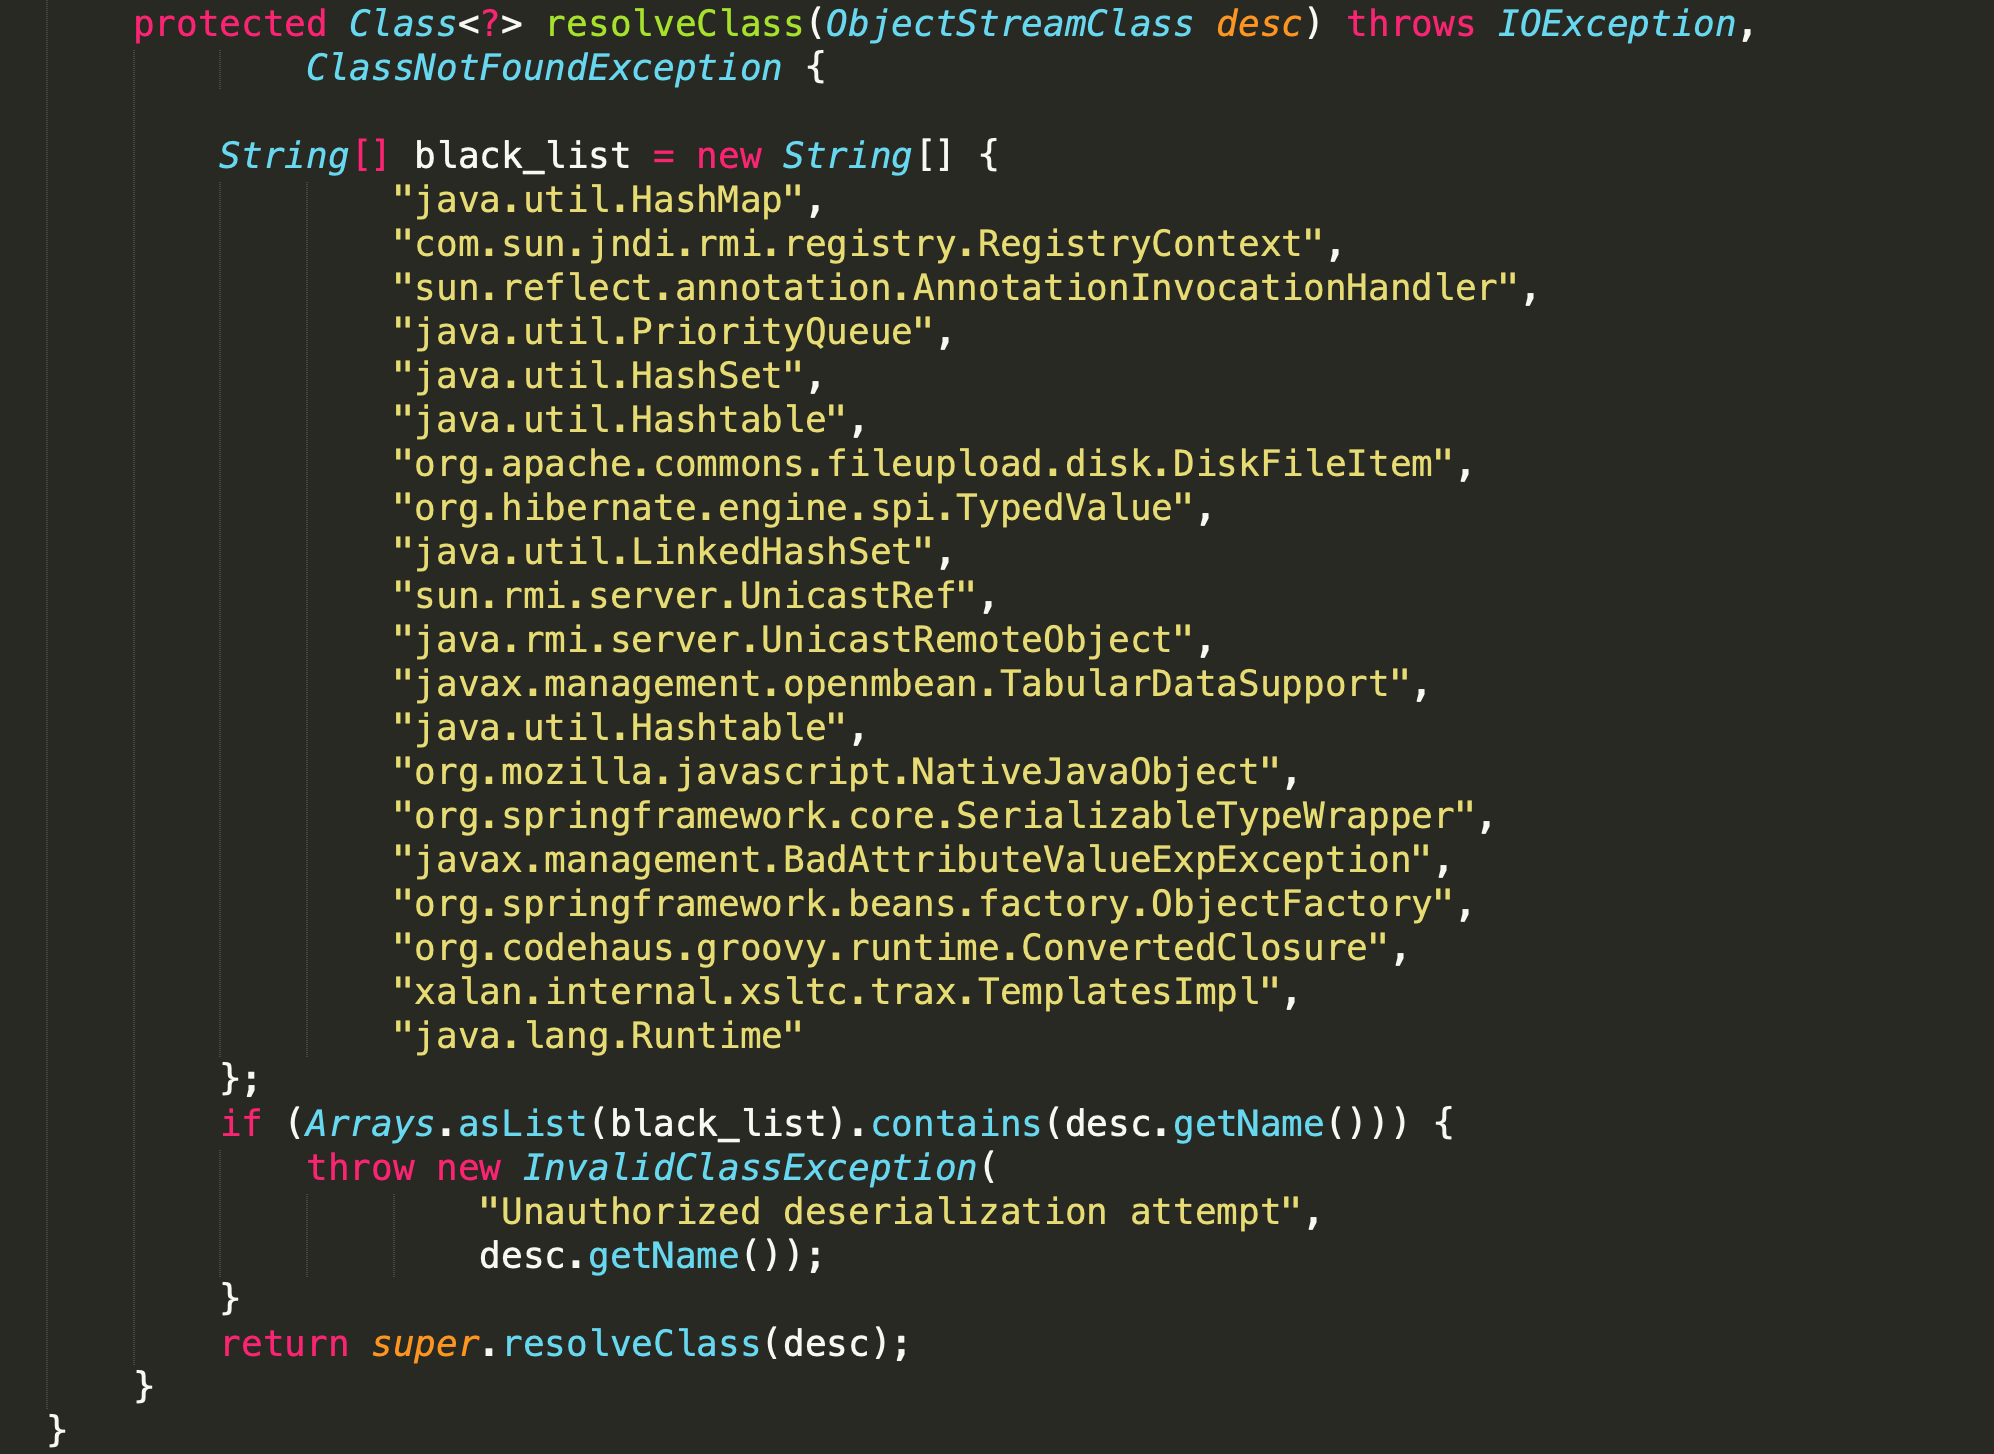 protected Class<?> resolveClass(ObjectStreamClass desc) throws IOException,
ClassNotFoundException {
String[] black_list = new String[] {
"java.util.HashMap",
"com.sun.jndi.rmi.registry.RegistryContext",
"sun.reflect.annotation.AnnotationInvocationHandler",
"java.util.PriorityQueue",
"java.util.HashSet",
"java.util.Hashtable",
"org.apache.commons.fileupload.disk.DiskFileItem",
"org.hibernate.engine.spi.TypedValue",
"java.util.LinkedHashSet",
"sun.rmi.server.UnicastRef",
"java.rmi.server.UnicastRemoteObject",
"javax.management.openmbean.TabularDataSupport",
"java.util.Hashtable",
"org.mozilla.javascript.NativeJavaObject",
"org.springframework.core.SerializableTypeWrapper",
"javax.management.BadAttributeValueExpException",
"org.springframework.beans.factory.ObjectFactory",
"org.codehaus.groovy.runtime.ConvertedClosure",
"xalan.internal.xsltc.trax.TemplatesImpl",
"java.lang.Runtime"
};
if (Arrays.asList(black_list).contains(desc.getName())) {
throw new InvalidClassException(
"Unauthorized deserialization attempt",
desc.getName());
}
return super.resolveClass(desc);
}
}